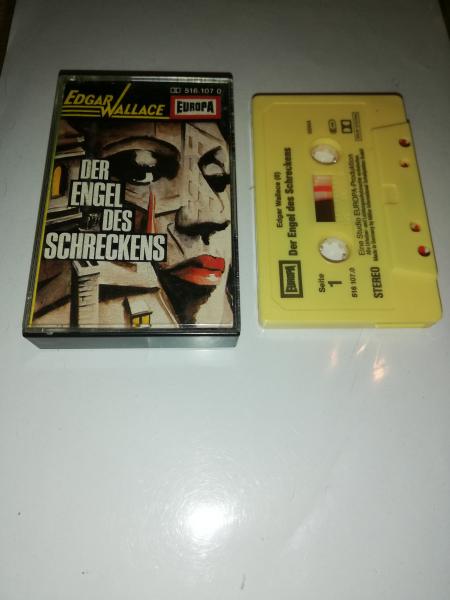 EDGAR WALLACE
516.107 0
EUROPA
DER
ENGEL
DES
SCHRECKENS
EUROPA
Edgar Wallace (8)
Der Engel des Schreckens
Seite
1
516 107.0
Eine Studio EUROPA-Produktion
STEREO